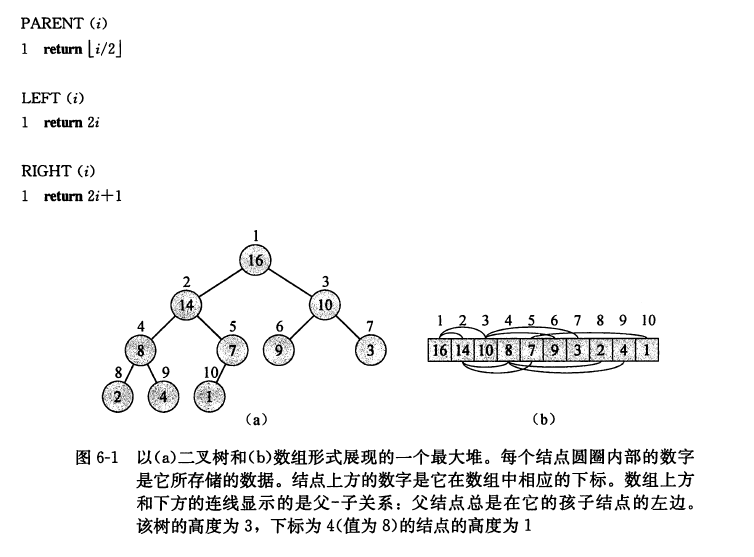 PARENT (i)
1 return ⌊i/2⌋
LEFT (i)
1 return 2i
RIGHT (i)
1 return 2i+1
1
16
2 3
14 10
4 5 6 7
8 7 9 3
8 9 10
2 4 1
(a)
1 2 3 4 5 6 7 8 9 10
16 14 10 8 7 9 3 2 4 1
(b)
图 6-1 以(a)二叉树和(b)数组形式展现的一个最大堆。每个结点圆圈内部的数字
是它所存储的数据。结点上方的数字是它在数组中相应的下标。数组上方
和下方的连线显示的是父-子关系：父结点总是在它的孩子结点的左边。
该树的高度为 3，下标为 4(值为 8)的结点的高度为 1